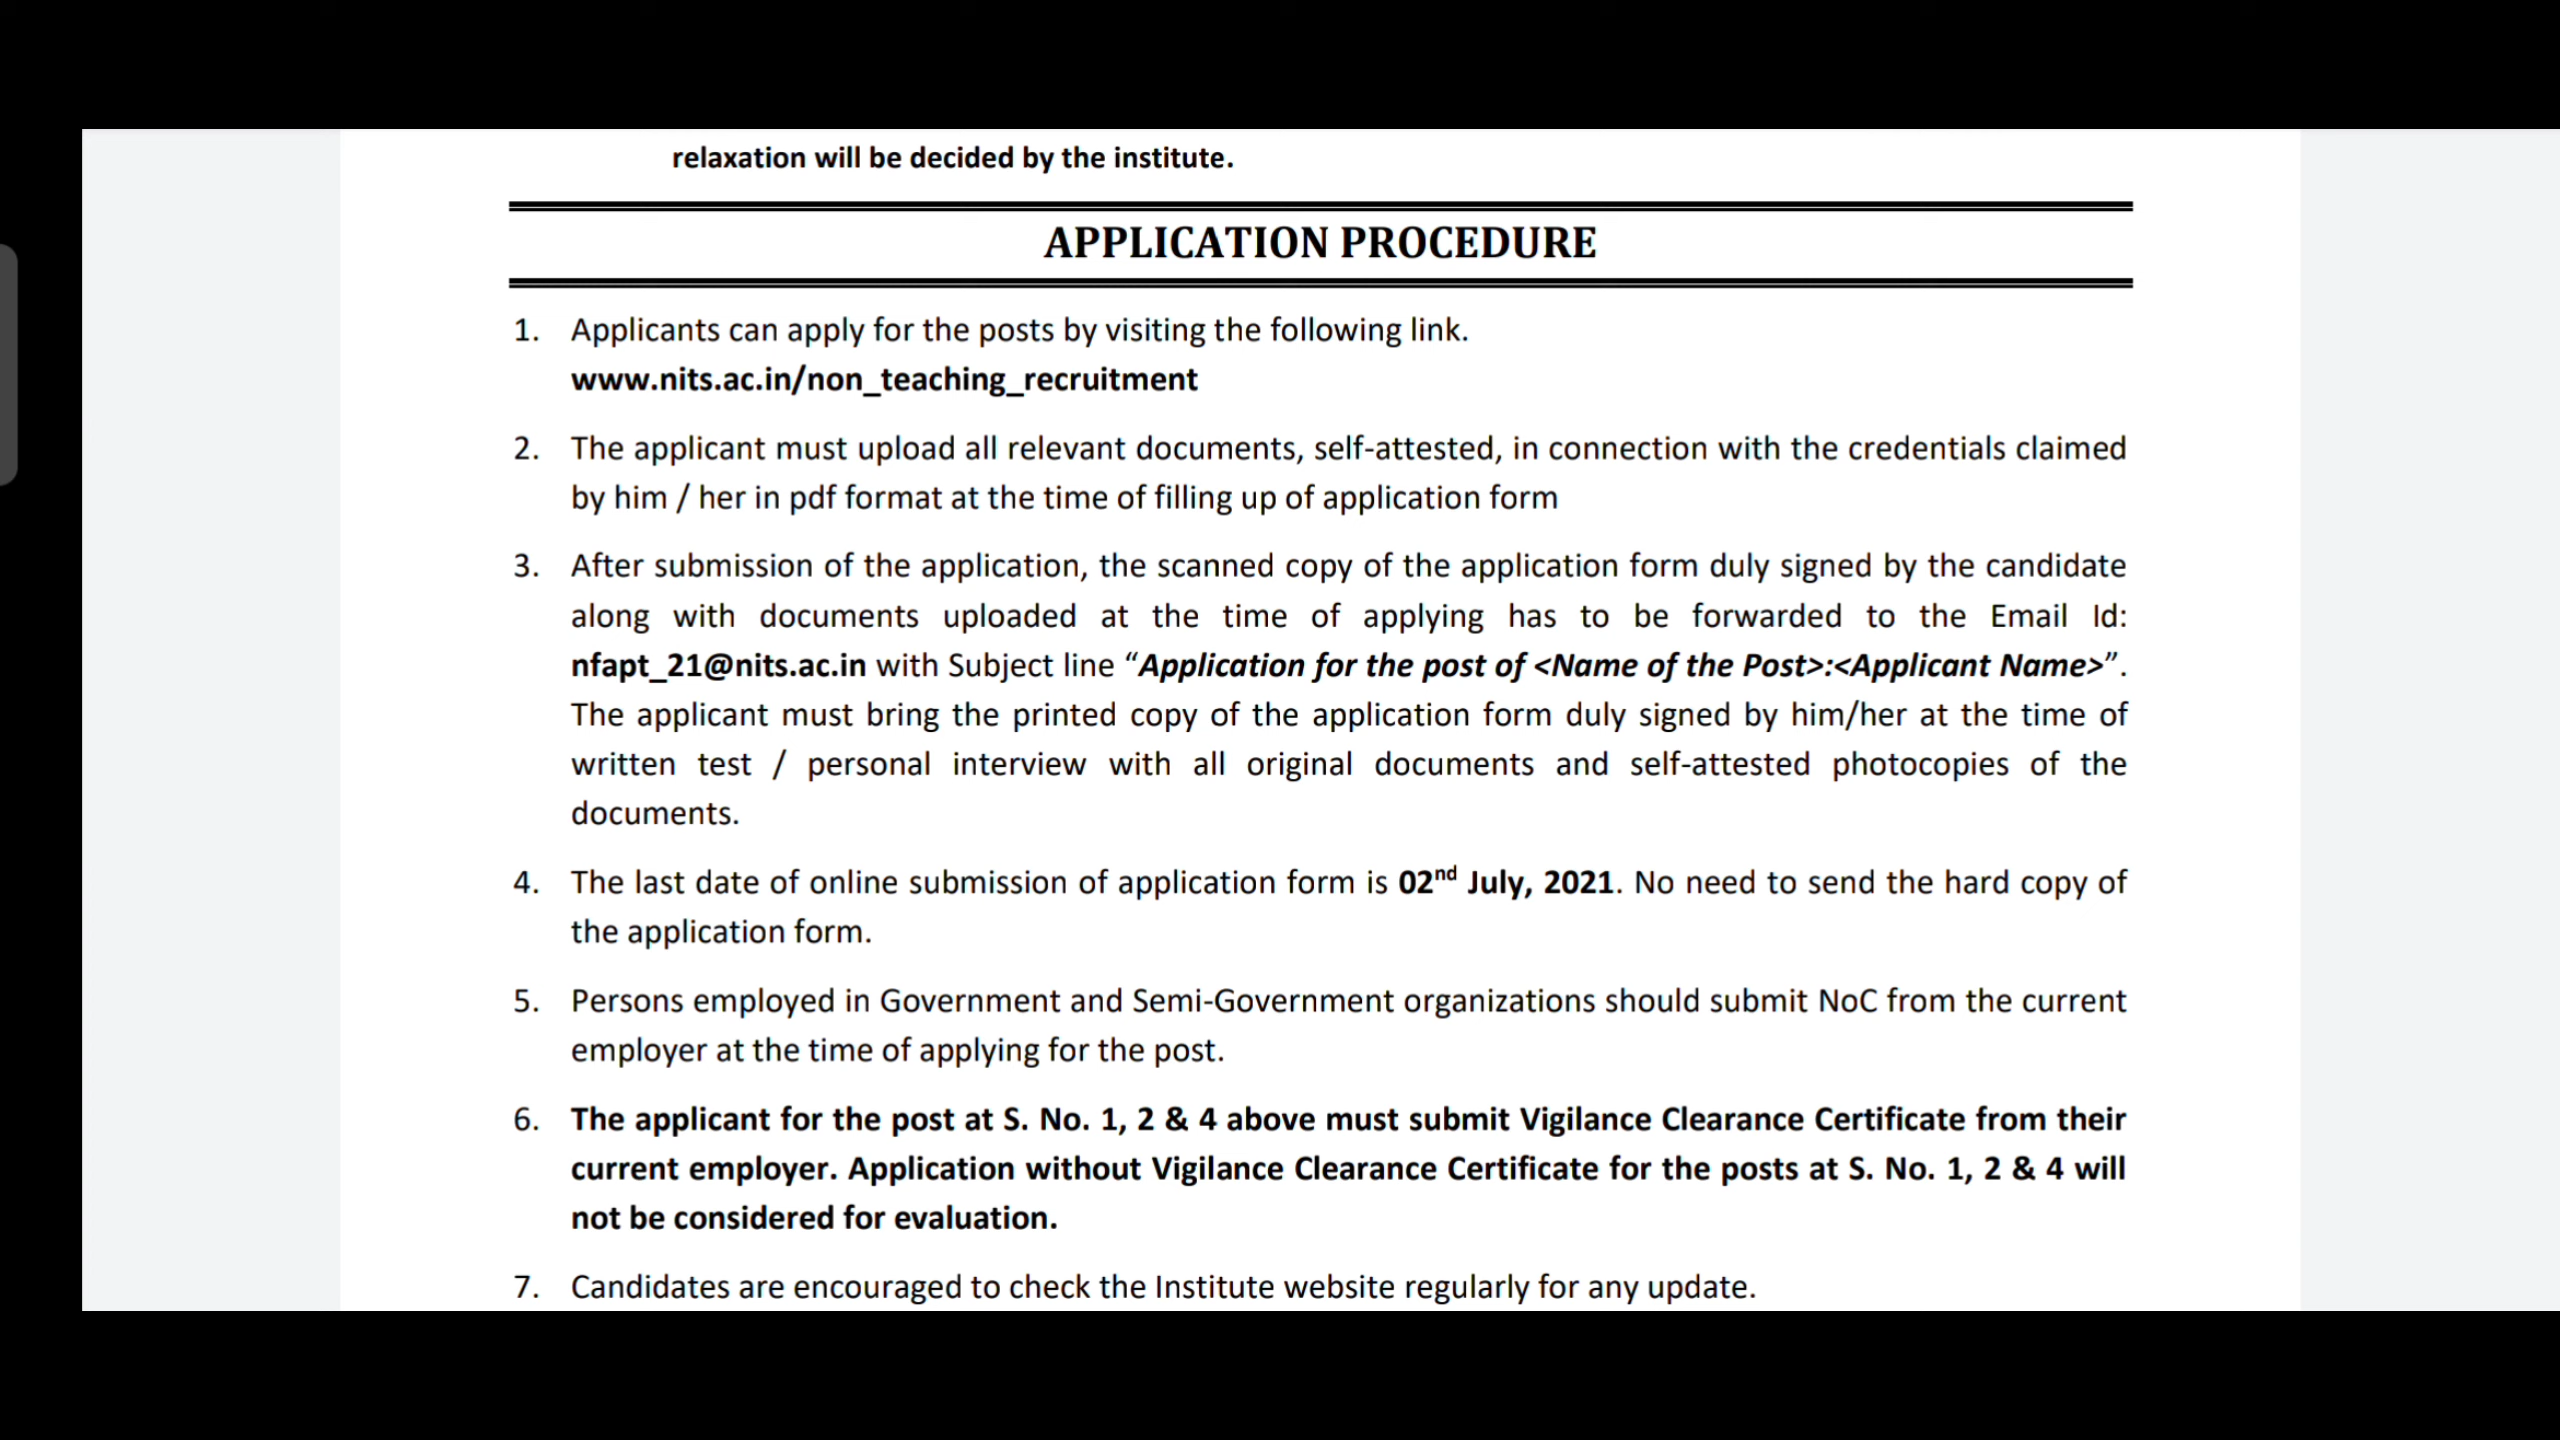 relaxation will be decided by the institute.
APPLICATION PROCEDURE
1. Applicants can apply for the posts by visiting the following link.
www.nits.ac.in/non_teaching_recruitment
2. The applicant must upload all relevant documents, self-attested, in connection with the credentials claimed
by him / her in pdf format at the time of filling up of application form
3. After submission of the application, the scanned copy of the application form duly signed by the candidate
along with documents uploaded at the time of applying has to be forwarded to the Email Id:
nfapt_21@nits.ac.in with Subject line “Application for the post of <Name of the Post>:<Applicant Name>”.
The applicant must bring the printed copy of the application form duly signed by him/her at the time of
written test / personal interview with all original documents and self-attested photocopies of the
documents.
4. The last date of online submission of application form is 02nd July, 2021. No need to send the hard copy of
the application form.
5. Persons employed in Government and Semi-Government organizations should submit NoC from the current
employer at the time of applying for the post.
6. The applicant for the post at S. No. 1, 2 & 4 above must submit Vigilance Clearance Certificate from their
current employer. Application without Vigilance Clearance Certificate for the posts at S. No. 1, 2 & 4 will
not be considered for evaluation.
7. Candidates are encouraged to check the Institute website regularly for any update.